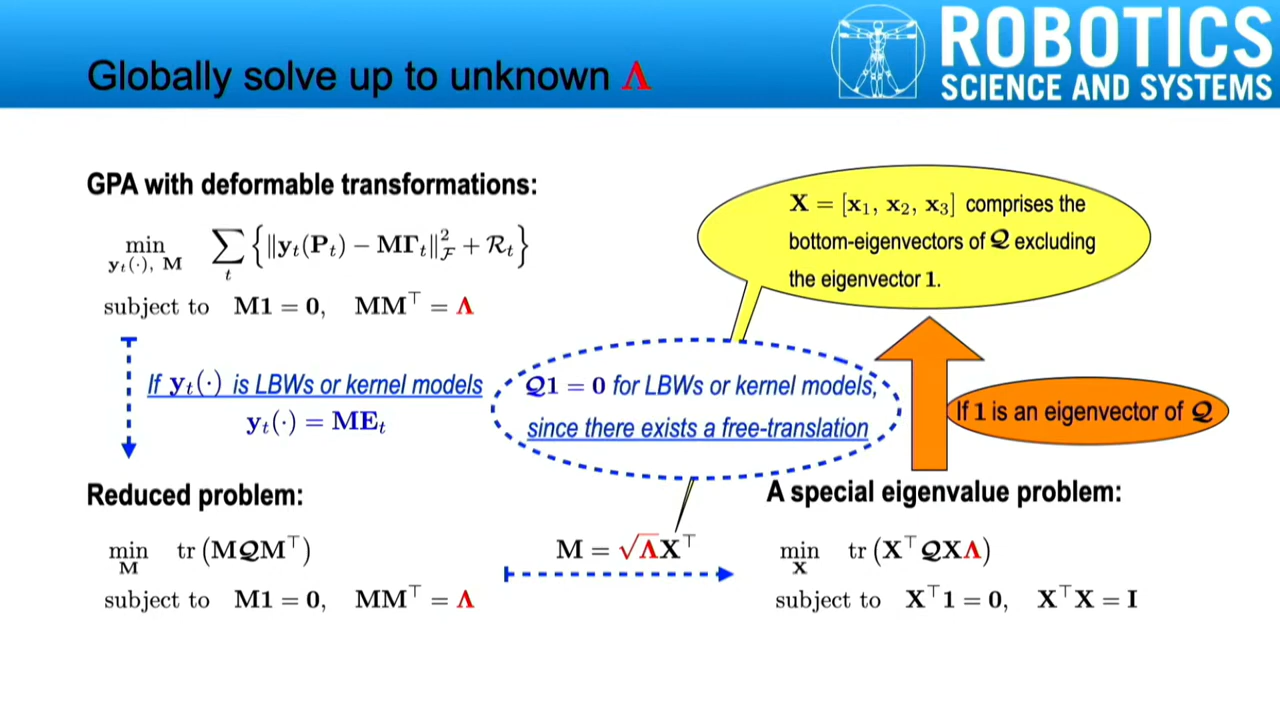 Globally solve up to unknown Λ
ROBOTICS
SCIENCE AND SYSTEMS
GPA with deformable transformations:
min_{y_t(·), M} ∑_t {‖y_t(P_t) − MΓ_t‖²_𝓕 + 𝓡_t}
subject to M1 = 0, MM^⊤ = Λ
If y_t(·) is LBWs or kernel models
y_t(·) = ME_t
Reduced problem:
min_M tr (M𝓠M^⊤)
subject to M1 = 0, MM^⊤ = Λ
𝓠1 = 0 for LBWs or kernel models,
since there exists a free-translation
M = √Λ X^⊤
X = [x₁, x₂, x₃] comprises the
bottom-eigenvectors of 𝓠 excluding
the eigenvector 1.
If 1 is an eigenvector of 𝓠
A special eigenvalue problem:
min_X tr (X^⊤𝓠XΛ)
subject to X^⊤1 = 0, X^⊤X = I